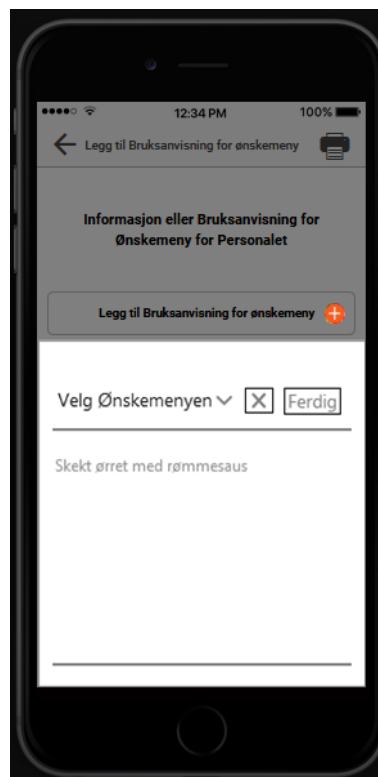 12:34 PM 100%
Legg til Bruksanvisning for ønskemeny
Informasjon eller Bruksanvisning for
Ønskemeny for Personalet
Legg til Bruksanvisning for ønskemeny
Velg Ønskemenyen X Ferdig
Skekt ørret med rømmesaus